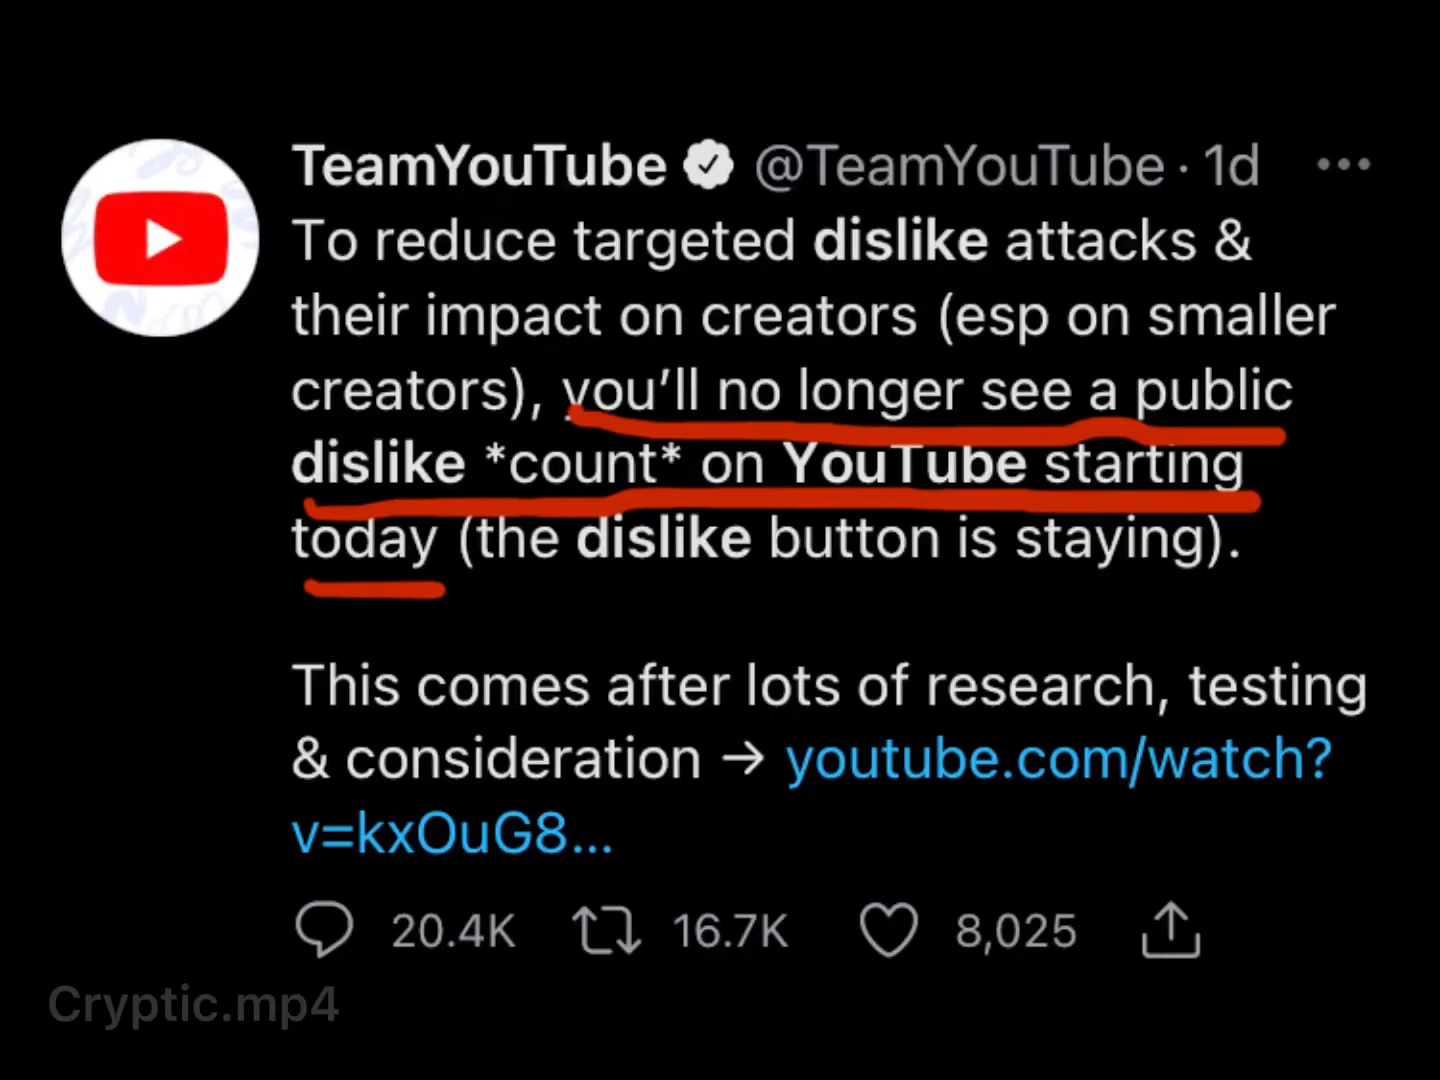 TeamYouTube @TeamYouTube · 1d
To reduce targeted dislike attacks &
their impact on creators (esp on smaller
creators), you’ll no longer see a public
dislike *count* on YouTube starting
today (the dislike button is staying).
This comes after lots of research, testing
& consideration → youtube.com/watch?
v=kxOuG8...
20.4K 16.7K 8,025
Cryptic.mp4